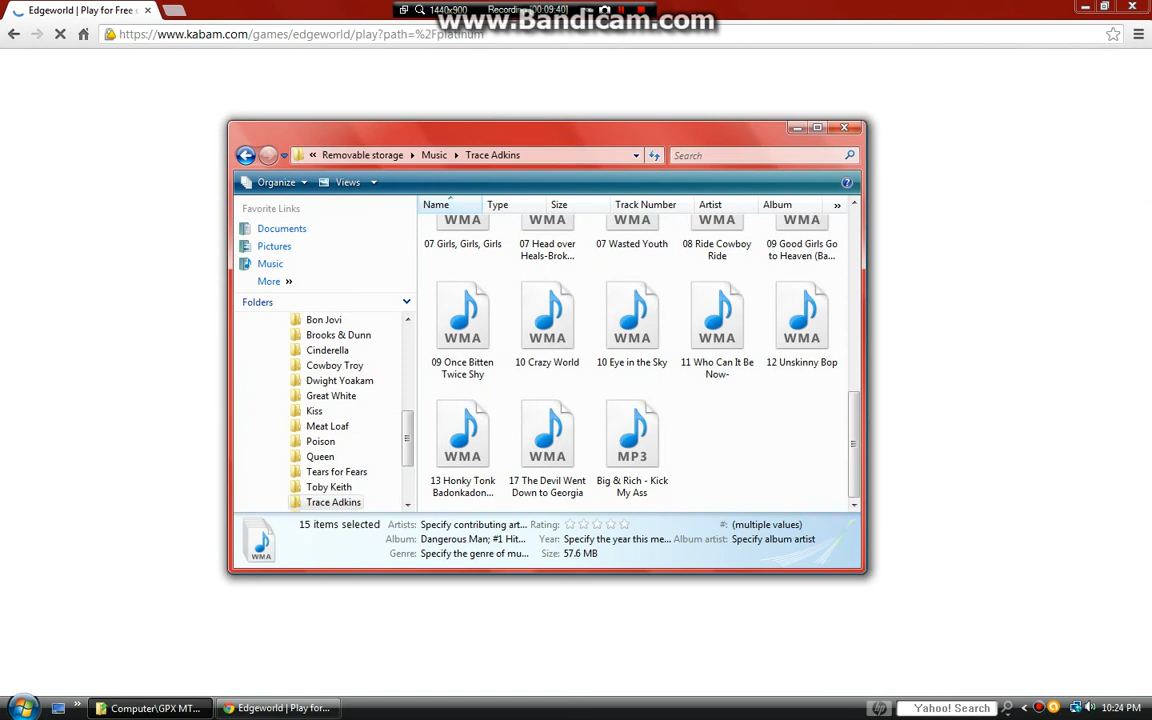 Edgeworld | Play for Free
1440x900
Recording [00:09:40]
www.Bandicam.com
https://www.kabam.com/games/edgeworld/play?path=%2Fplatinum
« Removable storage Music Trace Adkins
Search
Organize Views
Favorite Links
Documents
Pictures
Music
More »
Folders
Bon Jovi
Brooks & Dunn
Cinderella
Cowboy Troy
Dwight Yoakam
Great White
Kiss
Meat Loaf
Poison
Queen
Tears for Fears
Toby Keith
Trace Adkins
Name Type Size Track Number Artist Album »
WMA WMA WMA WMA WMA
07 Girls, Girls, Girls
07 Head over
Heals-Brok...
07 Wasted Youth
08 Ride Cowboy
Ride
09 Good Girls Go
to Heaven (Ba...
WMA WMA WMA WMA WMA
09 Once Bitten
Twice Shy
10 Crazy World
10 Eye in the Sky
11 Who Can It Be
Now-
12 Unskinny Bop
WMA WMA MP3
13 Honky Tonk
Badonkadon...
17 The Devil Went
Down to Georgia
Big & Rich - Kick
My Ass
WMA
15 items selected
Artists: Specify contributing art...
Album: Dangerous Man; #1 Hit...
Genre: Specify the genre of mu...
Rating:
Year: Specify the year this me...
Size: 57.6 MB
#: (multiple values)
Album artist: Specify album artist
» Computer\GPX MT... Edgeworld | Play for... hp Yahoo! Search 10:24 PM